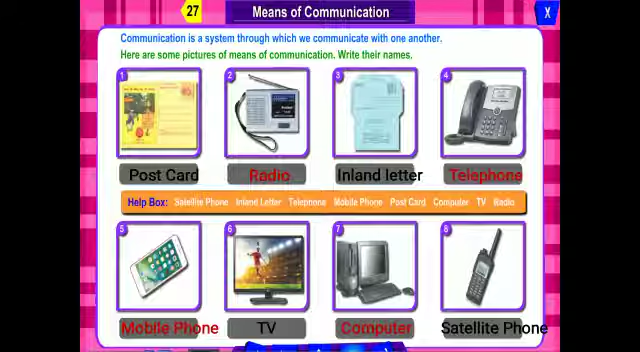 27
Means of Communication
X
Communication is a system through which we communicate with one another.
Here are some pictures of means of communication. Write their names.
1
2
3
4
Post Card
Radio
Inland letter
Telephone
Help Box: Satellite Phone Inland Letter Telephone Mobile Phone Post Card Computer TV Radio
5
6
7
8
Mobile Phone
TV
Computer
Satellite Phone